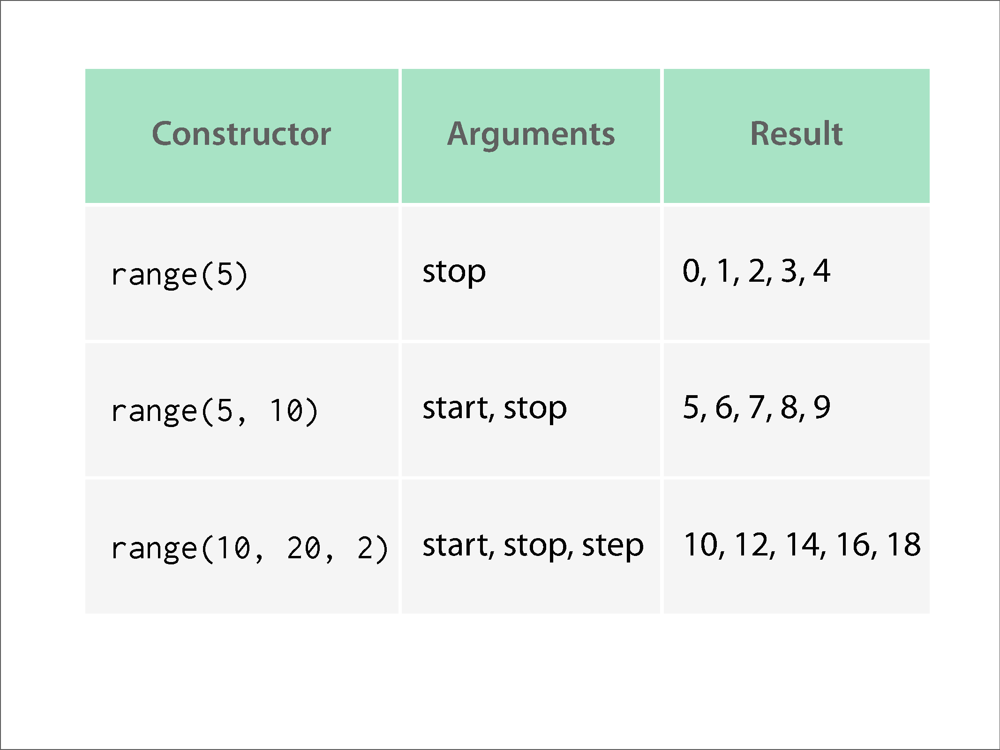 Constructor Arguments Result
range(5) stop 0, 1, 2, 3, 4
range(5, 10) start, stop 5, 6, 7, 8, 9
range(10, 20, 2) start, stop, step 10, 12, 14, 16, 18